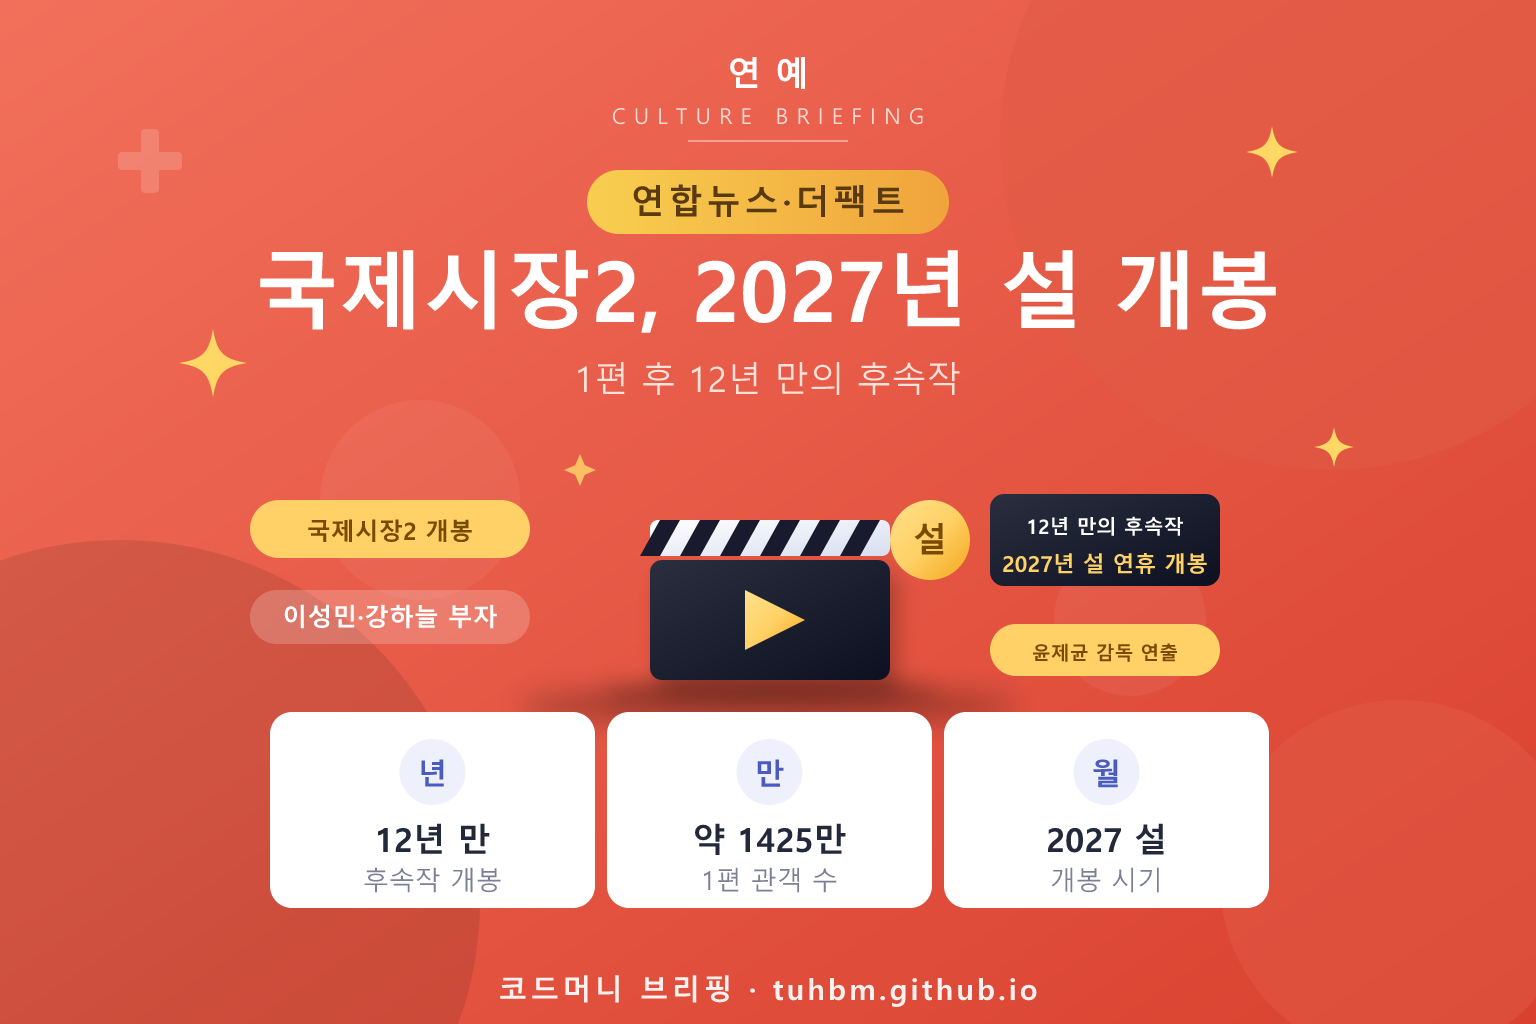 연예
CULTURE BRIEFING
연합뉴스·더팩트
국제시장2, 2027년 설 개봉
1편 후 12년 만의 후속작
국제시장2 개봉
이성민·강하늘 부자
설
12년 만의 후속작
2027년 설 연휴 개봉
윤제균 감독 연출
년
12년 만
후속작 개봉
만
약 1425만
1편 관객 수
월
2027 설
개봉 시기
코드머니 브리핑 · tuhbm.github.io